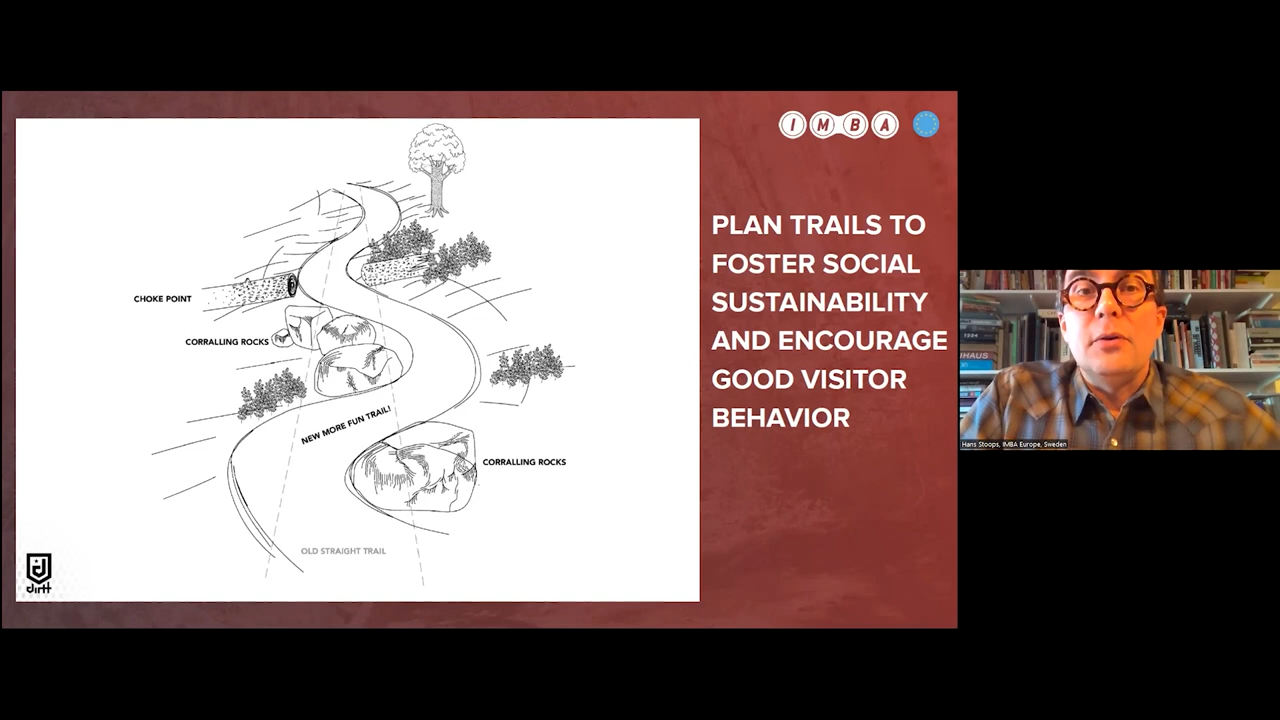 IMBA
PLAN TRAILS TO
FOSTER SOCIAL
SUSTAINABILITY
AND ENCOURAGE
GOOD VISITOR
BEHAVIOR
CHOKE POINT
CORRALLING ROCKS
NEW MORE FUN TRAIL!
CORRALLING ROCKS
OLD STRAIGHT TRAIL
dirtt
1984
Hans Stoops, IMBA Europe, Sweden